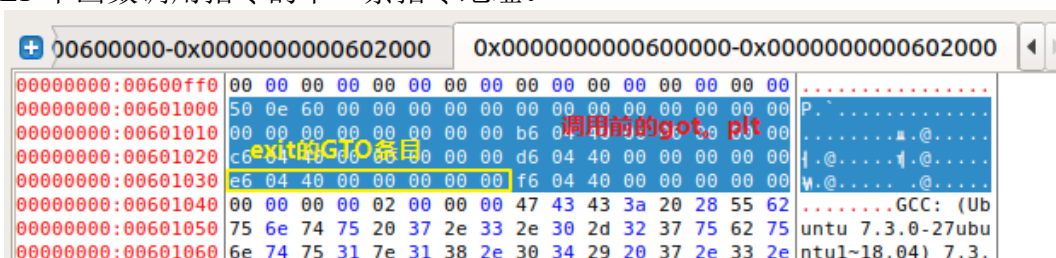 00600000-0x0000000000602000 0x0000000000600000-0x0000000000602000
00000000:00600ff0 00 00 00 00 00 00 00 00 00 00 00 00 00 00 00 00 ................
00000000:00601000 50 0e 60 00 00 00 00 00 00 00 00 00 00 00 00 00 P.`.............
调用前的got。plt
00000000:00601010 00 00 00 00 00 00 00 00 b6 04 40 00 00 00 00 00
exit的GTO条目
00000000:00601020 c6 04 40 00 00 00 00 00 d6 04 40 00 00 00 00 00
00000000:00601030 e6 04 40 00 00 00 00 00 f6 04 40 00 00 00 00 00
00000000:00601040 00 00 00 00 02 00 00 00 47 43 43 3a 20 28 55 62 ........GCC: (Ub
00000000:00601050 75 6e 74 75 20 37 2e 33 2e 30 2d 32 37 75 62 75 untu 7.3.0-27ubu
00000000:00601060 6e 74 75 31 7e 31 38 2e 30 34 29 20 37 2e 33 2e ntu1~18.04) 7.3.